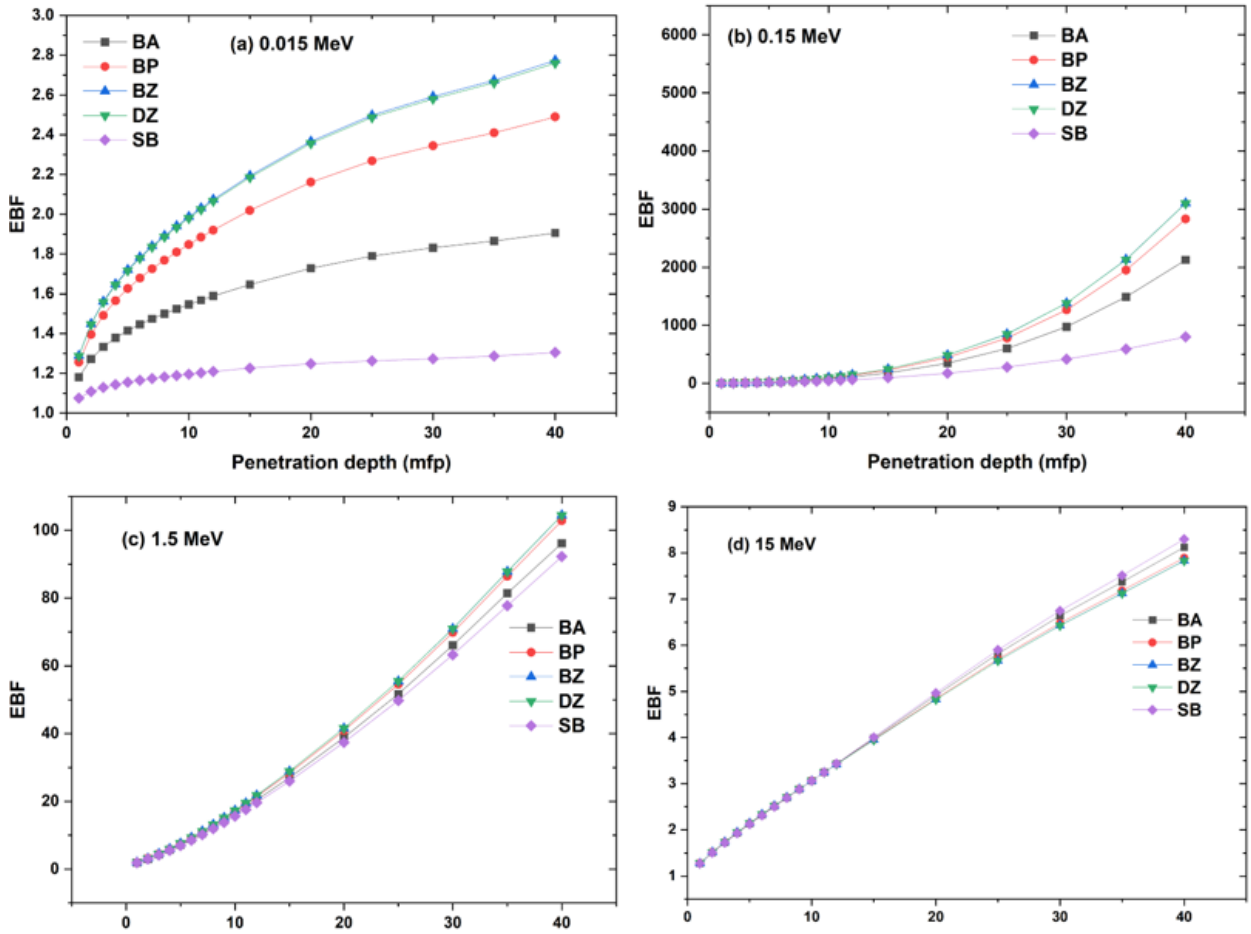 (a) 0.015 MeV
BA
BP
BZ
DZ
SB
3.0
2.8
2.6
2.4
2.2
2.0
1.8
1.6
1.4
1.2
1.0
EBF
0
10
20
30
40
Penetration depth (mfp)
(b) 0.15 MeV
BA
BP
BZ
DZ
SB
6000
5000
4000
3000
2000
1000
0
EBF
0
10
20
30
40
Penetration depth (mfp)
(c) 1.5 MeV
BA
BP
BZ
DZ
SB
100
80
60
40
20
0
EBF
0
10
20
30
40
(d) 15 MeV
BA
BP
BZ
DZ
SB
9
8
7
6
5
4
3
2
1
EBF
0
10
20
30
40